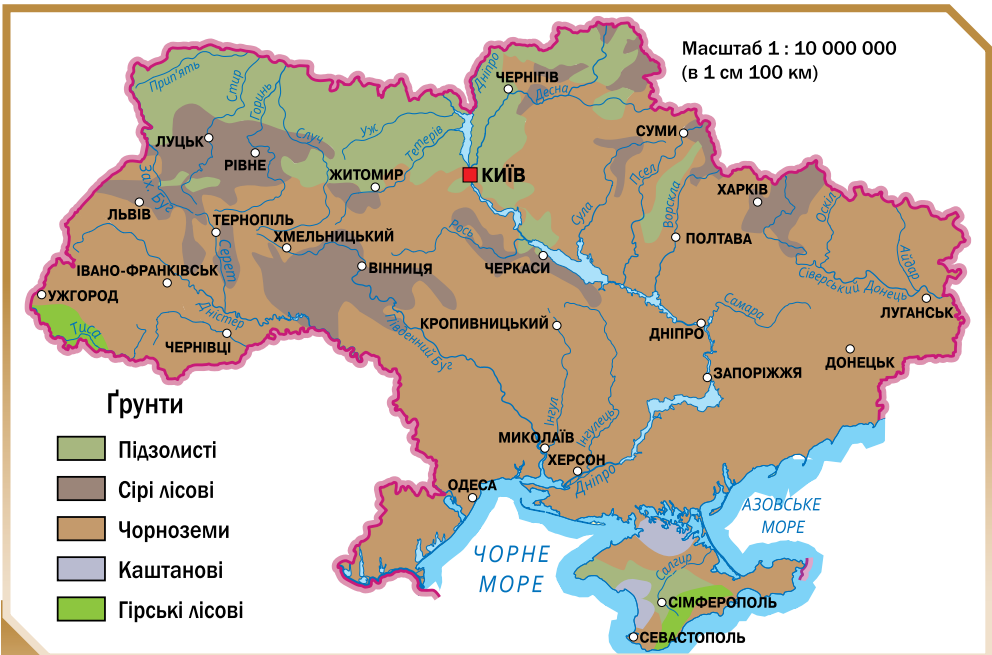 Масштаб 1 : 10 000 000
(в 1 см 100 км)
Прип'ять
Стир
Горинь
Случ
Уж
Тетерів
Дніпро
ЧЕРНІГІВ
Десна
ЛУЦЬК
РІВНЕ
ЖИТОМИР
КИЇВ
СУМИ
Псел
Ворскла
Сула
ХАРКІВ
Оскіл
Айдар
Зах. Буг
ЛЬВІВ
ТЕРНОПІЛЬ
ХМЕЛЬНИЦЬКИЙ
Серет
Рось
ВІННИЦЯ
ЧЕРКАСИ
ПОЛТАВА
Сіверський Донець
ЛУГАНСЬК
ІВАНО-ФРАНКІВСЬК
УЖГОРОД
Тиса
Дністер
ЧЕРНІВЦІ
Південний Буг
КРОПИВНИЦЬКИЙ
Самара
ДНІПРО
ДОНЕЦЬК
ЗАПОРІЖЖЯ
Інгул
Інгулець
МИКОЛАЇВ
ХЕРСОН
Дніпро
ОДЕСА
АЗОВСЬКЕ
МОРЕ
ЧОРНЕ
МОРЕ
Салгир
СІМФЕРОПОЛЬ
СЕВАСТОПОЛЬ
Ґрунти
Підзолисті
Сірі лісові
Чорноземи
Каштанові
Гірські лісові